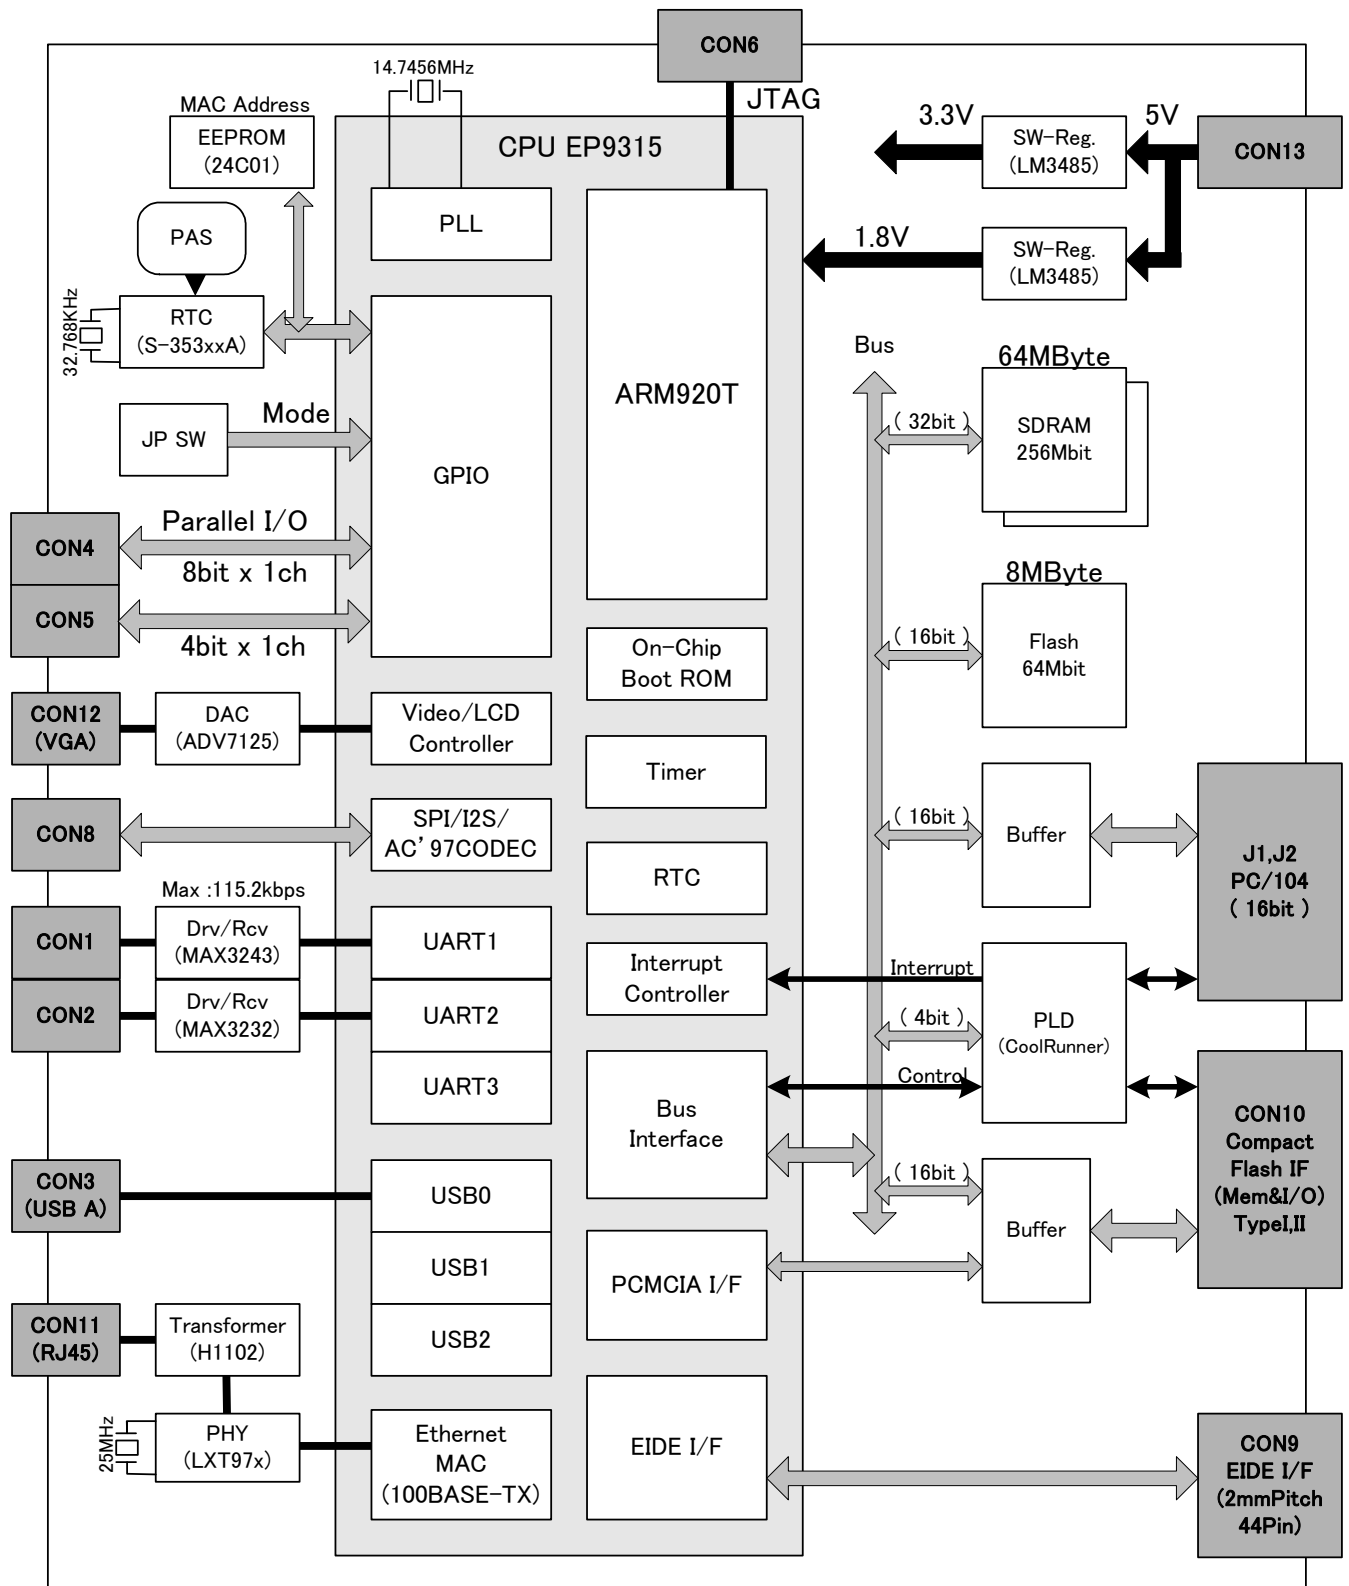 CON6
14.7456MHz
JTAG
MAC Address
EEPROM
(24C01)
CPU EP9315
3.3V
SW-Reg.
(LM3485)
5V
CON13
PAS
PLL
1.8V
SW-Reg.
(LM3485)
32.768KHz
RTC
(S-353xxA)
ARM920T
Bus
64MByte
(32bit)
SDRAM
256Mbit
JP SW
Mode
GPIO
CON4
Parallel I/O
8bit x 1ch
CON5
4bit x 1ch
8MByte
On-Chip
Boot ROM
(16bit)
Flash
64Mbit
CON12
(VGA)
DAC
(ADV7125)
Video/LCD
Controller
Timer
CON8
SPI/I2S/
AC'97CODEC
(16bit)
Buffer
J1,J2
PC/104
(16bit)
RTC
Max :115.2kbps
CON1
Drv/Rcv
(MAX3243)
UART1
Interrupt
Controller
Interrupt
CON2
Drv/Rcv
(MAX3232)
UART2
(4bit)
PLD
(CoolRunner)
UART3
Control
Bus
Interface
CON10
Compact
Flash IF
(Mem&I/O)
TypeI,II
CON3
(USB A)
USB0
(16bit)
Buffer
USB1
PCMCIA I/F
CON11
(RJ45)
Transformer
(H1102)
USB2
25MHz
PHY
(LXT97x)
Ethernet
MAC
(100BASE-TX)
EIDE I/F
CON9
EIDE I/F
(2mmPitch
44Pin)